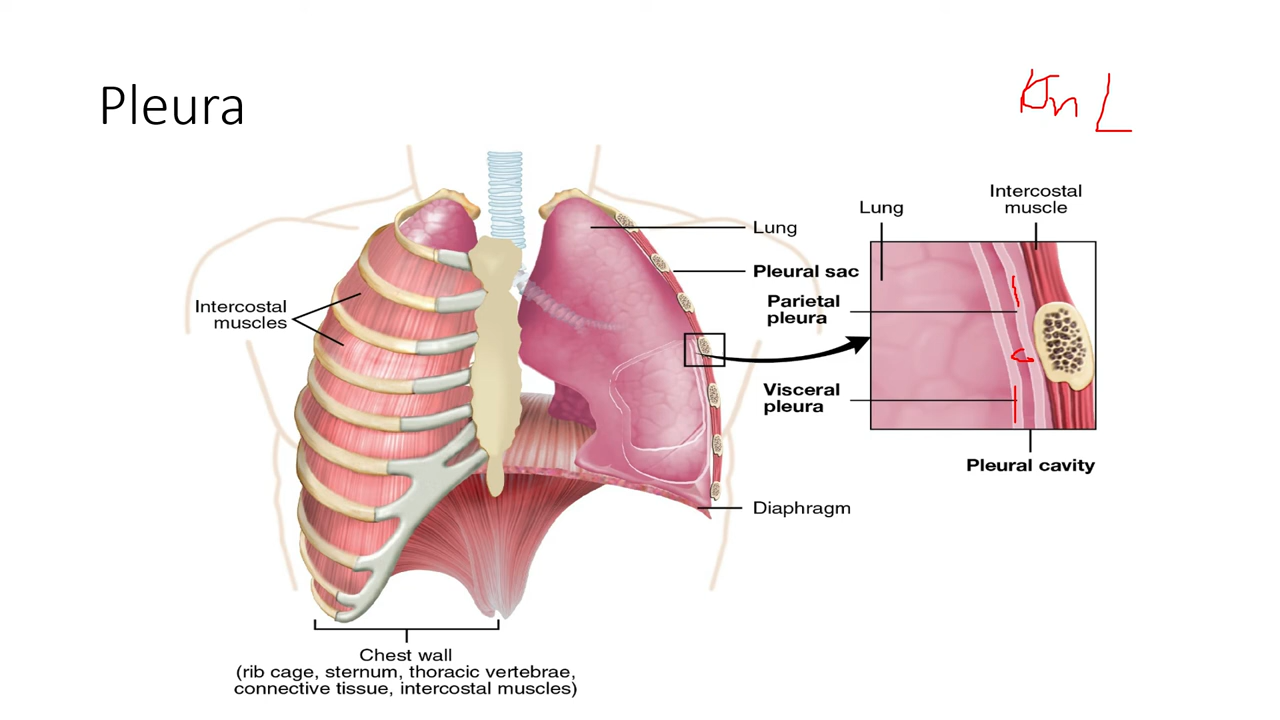 Pleura
Lung
Pleural sac
Parietal
pleura
Visceral
pleura
Intercostal
muscles
Diaphragm
Lung
Intercostal
muscle
Pleural cavity
Chest wall
(rib cage, sternum, thoracic vertebrae,
connective tissue, intercostal muscles)